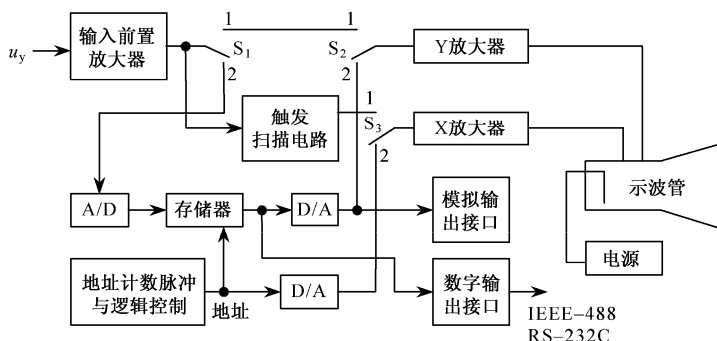 1
1
输入前置
放大器
u_y
S₁
S₂
Y放大器
2
2
触发
扫描电路
1
S₃
X放大器
2
示波管
A/D
存储器
D/A
模拟输
出接口
电源
地址计数脉冲
与逻辑控制
地址
D/A
数字输
出接口
IEEE–488
RS–232C